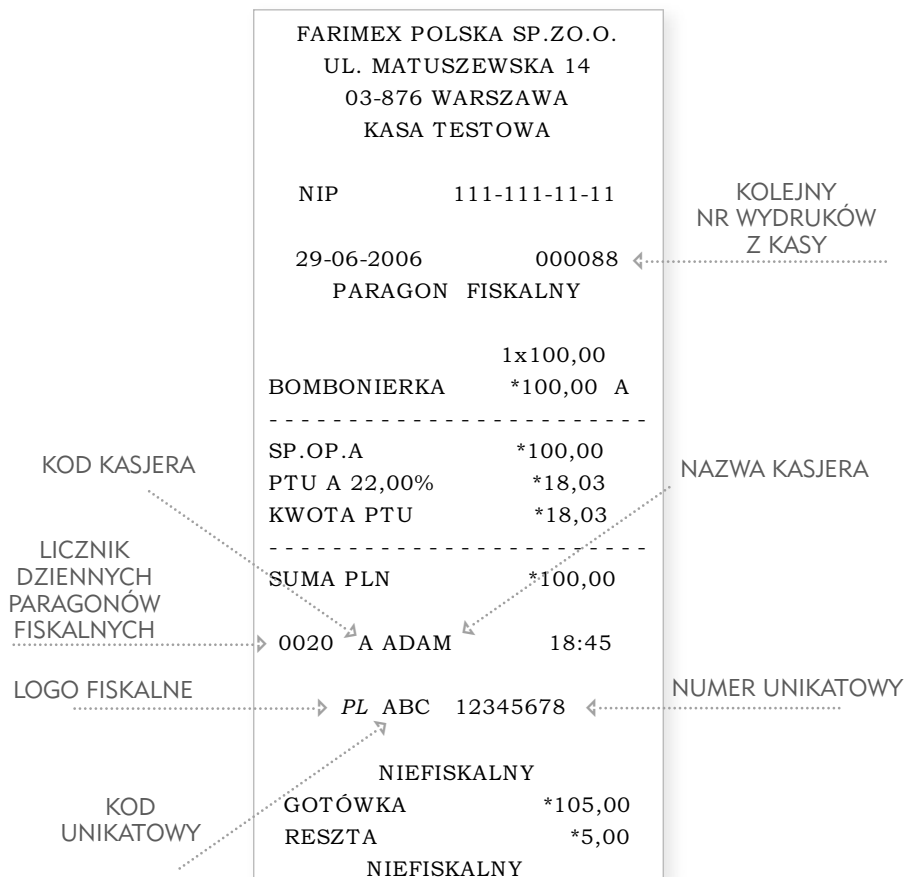 FARIMEX POLSKA SP.ZO.O.
UL. MATUSZEWSKA 14
03-876 WARSZAWA
KASA TESTOWA
NIP 111-111-11-11
KOLEJNY
NR WYDRUKÓW
Z KASY
29-06-2006 000088
PARAGON FISKALNY
1x100,00
BOMBONIERKA *100,00 A
- - - - - - - - - - - - - - - - - - - - - - - -
SP.OP.A *100,00
KOD KASJERA
NAZWA KASJERA
PTU A 22,00% *18,03
KWOTA PTU *18,03
- - - - - - - - - - - - - - - - - - - - - - - -
LICZNIK
DZIENNYCH
PARAGONÓW
FISKALNYCH
SUMA PLN *100,00
0020 A ADAM 18:45
LOGO FISKALNE
NUMER UNIKATOWY
PL ABC 12345678
NIEFISKALNY
KOD
UNIKATOWY
GOTÓWKA *105,00
RESZTA *5,00
NIEFISKALNY